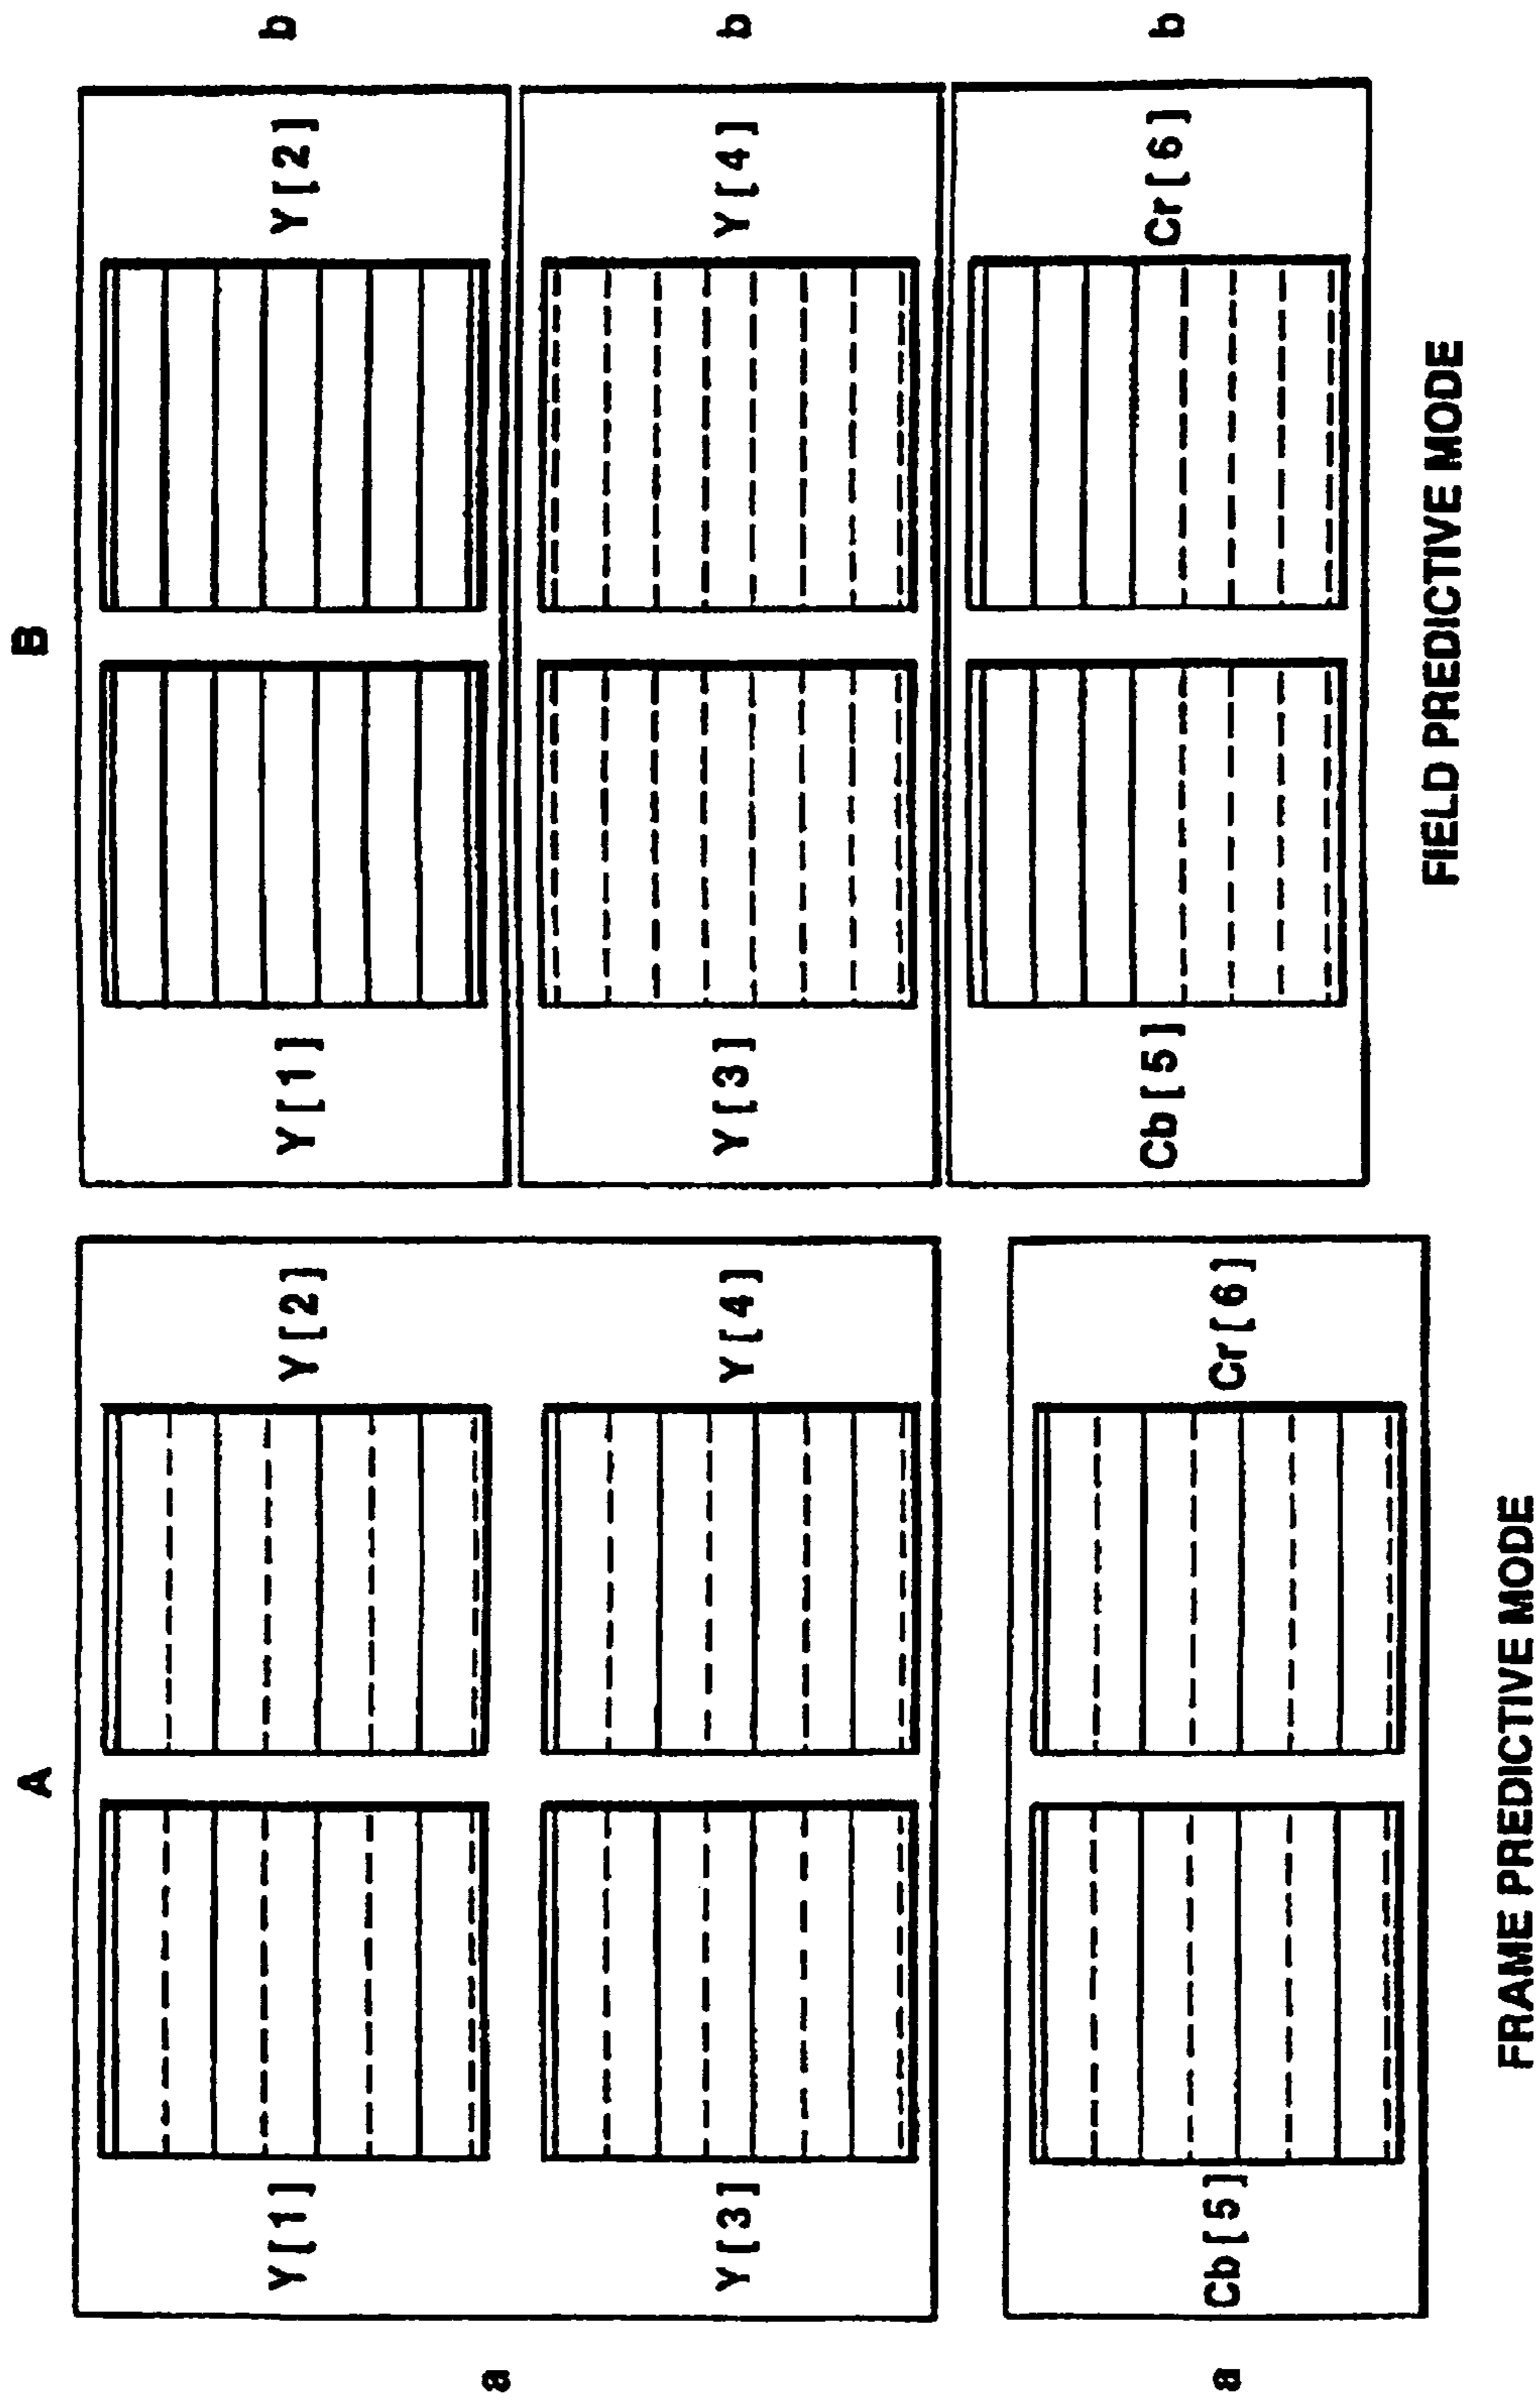 A
a
Y [ 1 ]
Y [ 2 ]
Y [ 3 ]
Y [ 4 ]
a
Cb [ 5 ]
Cr [ 6 ]
FRAME PREDICTIVE MODE
B
Y [ 1 ]
Y [ 2 ]
b
Y [ 3 ]
Y [ 4 ]
b
Cb [ 5 ]
Cr [ 6 ]
b
FIELD PREDICTIVE MODE